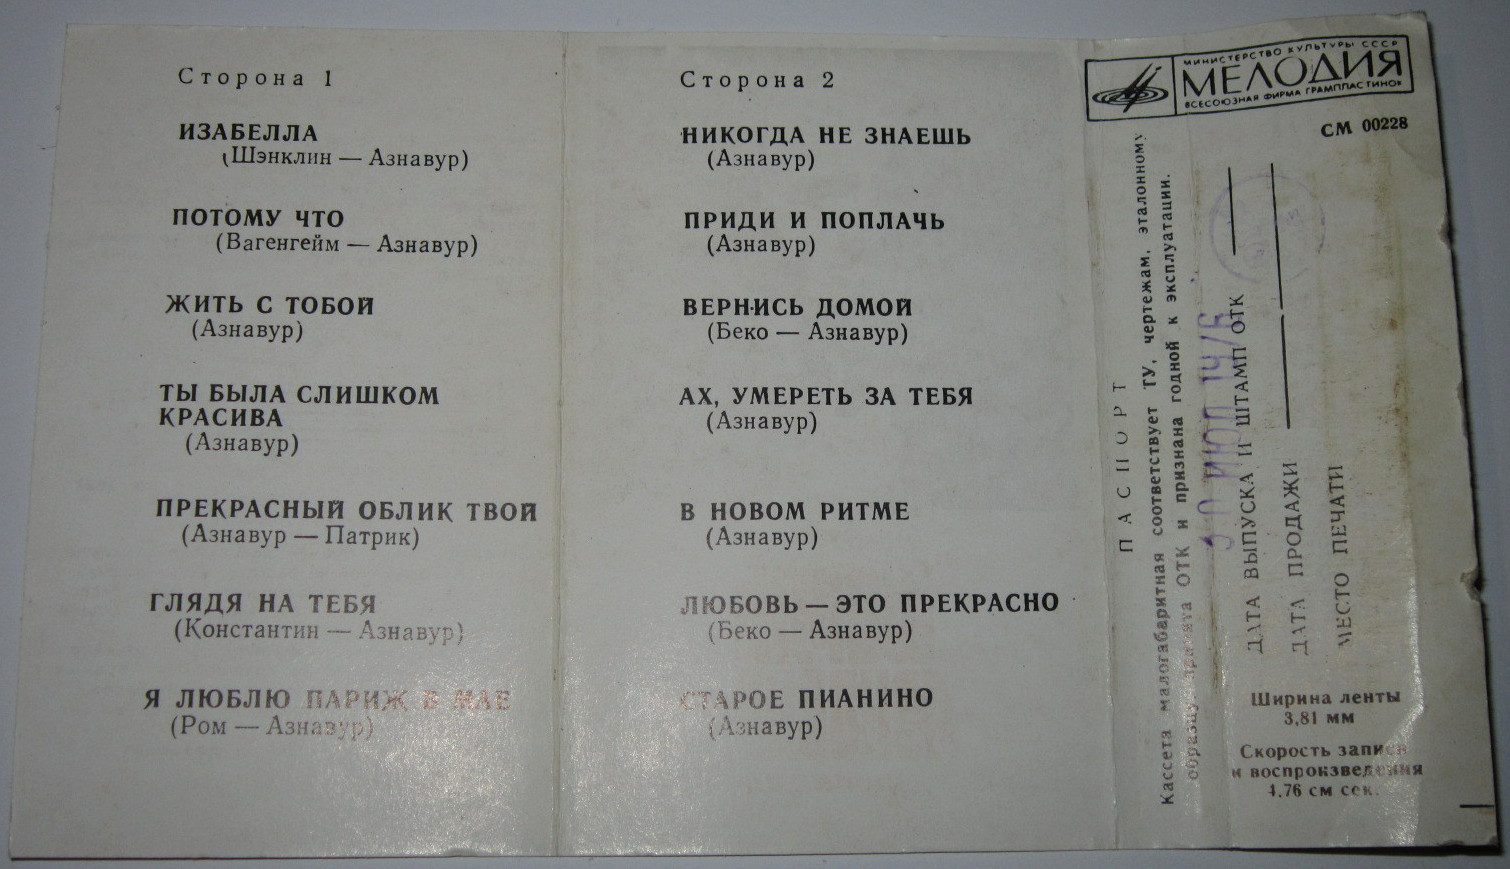 Сторона 1
ИЗАБЕЛЛА
(Шэнклин — Азнавур)
ПОТОМУ ЧТО
(Вагенгейм — Азнавур)
ЖИТЬ С ТОБОЙ
(Азнавур)
ТЫ БЫЛА СЛИШКОМ
КРАСИВА
(Азнавур)
ПРЕКРАСНЫЙ ОБЛИК ТВОЙ
(Азнавур — Патрик)
ГЛЯДЯ НА ТЕБЯ
(Константин — Азнавур)
Я ЛЮБЛЮ ПАРИЖ В МАЕ
(Ром — Азнавур)
Сторона 2
НИКОГДА НЕ ЗНАЕШЬ
(Азнавур)
ПРИДИ И ПОПЛАЧЬ
(Азнавур)
ВЕРНИСЬ ДОМОЙ
(Беко — Азнавур)
АХ, УМЕРЕТЬ ЗА ТЕБЯ
(Азнавур)
В НОВОМ РИТМЕ
(Азнавур)
ЛЮБОВЬ — ЭТО ПРЕКРАСНО
(Беко — Азнавур)
СТАРОЕ ПИАНИНО
(Азнавур)
МИНИСТЕРСТВО КУЛЬТУРЫ СССР
МЕЛОДИЯ
ВСЕСОЮЗНАЯ ФИРМА ГРАМПЛАСТИНОК
СМ 00228
ПАСПОРТ
Кассета малогабаритная соответствует ТУ, чертежам, эталонному
образцу, принята ОТК и признана годной к эксплуатации.
ДАТА ВЫПУСКА И ШТАМП ОТК
ДАТА ПРОДАЖИ
МЕСТО ПЕЧАТИ
Ширина ленты
3,81 мм
Скорость записи
и воспроизведения
4,76 см сек.